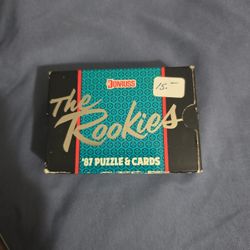 DONRUSS
15.—
The
Rookies
'87 PUZZLE & CARDS